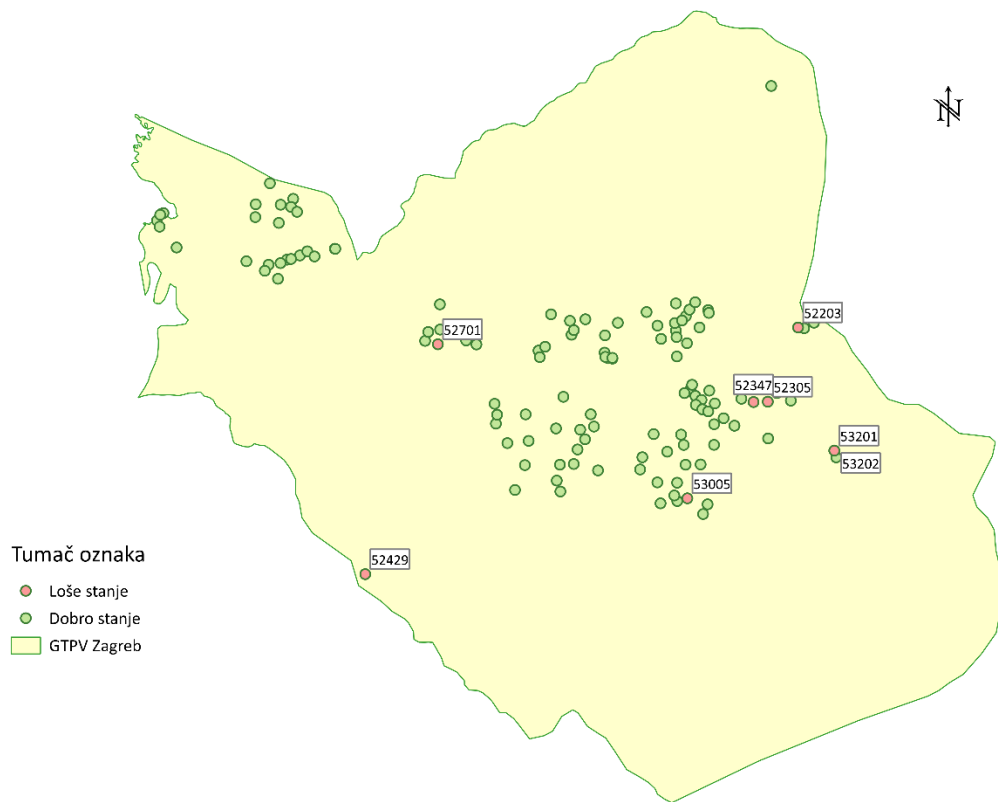 N
52203
52701
52347
52305
53201
53202
53005
52429
Tumač oznaka
Loše stanje
Dobro stanje
GTPV Zagreb